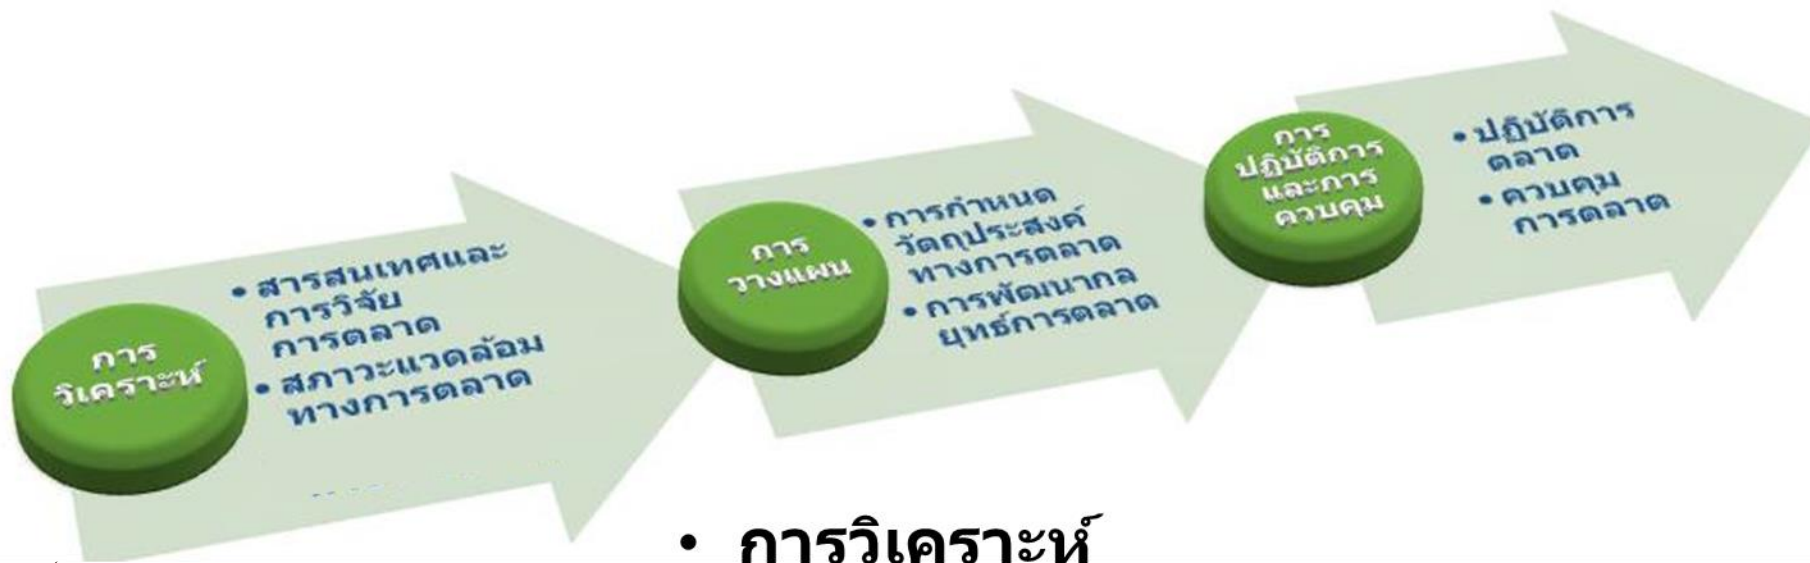 การ
วิเคราะห์
• สารสนเทศและ
การวิจัย
การตลาด
• สภาวะแวดล้อม
ทางการตลาด
การ
วางแผน
• การกำหนด
วัตถุประสงค์
ทางการตลาด
• การพัฒนากล
ยุทธ์การตลาด
การ
ปฏิบัติการ
และการ
ควบคุม
• ปฏิบัติการ
ตลาด
• ควบคุม
การตลาด
• การวิเคราะห์